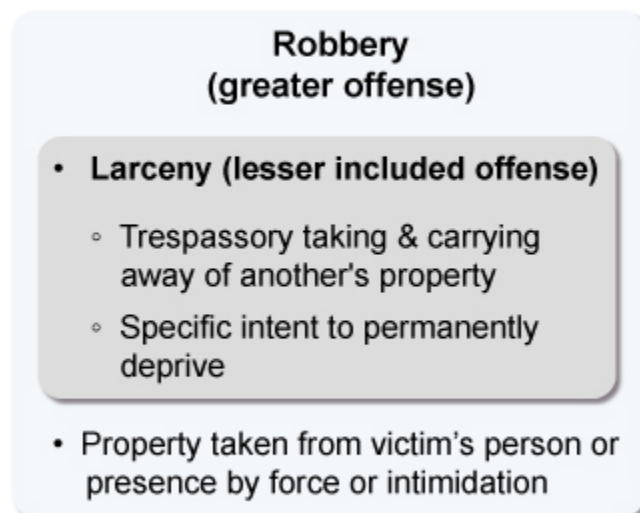 Robbery
(greater offense)
• Larceny (lesser included offense)
◦ Trespassory taking & carrying
away of another's property
◦ Specific intent to permanently
deprive
• Property taken from victim’s person or
presence by force or intimidation